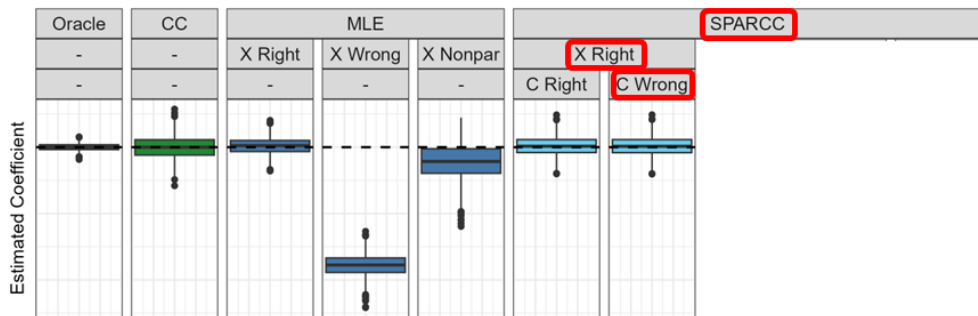 Oracle CC MLE SPARCC
- - X Right X Wrong X Nonpar X Right
- - - - - C Right C Wrong
Estimated Coefficient